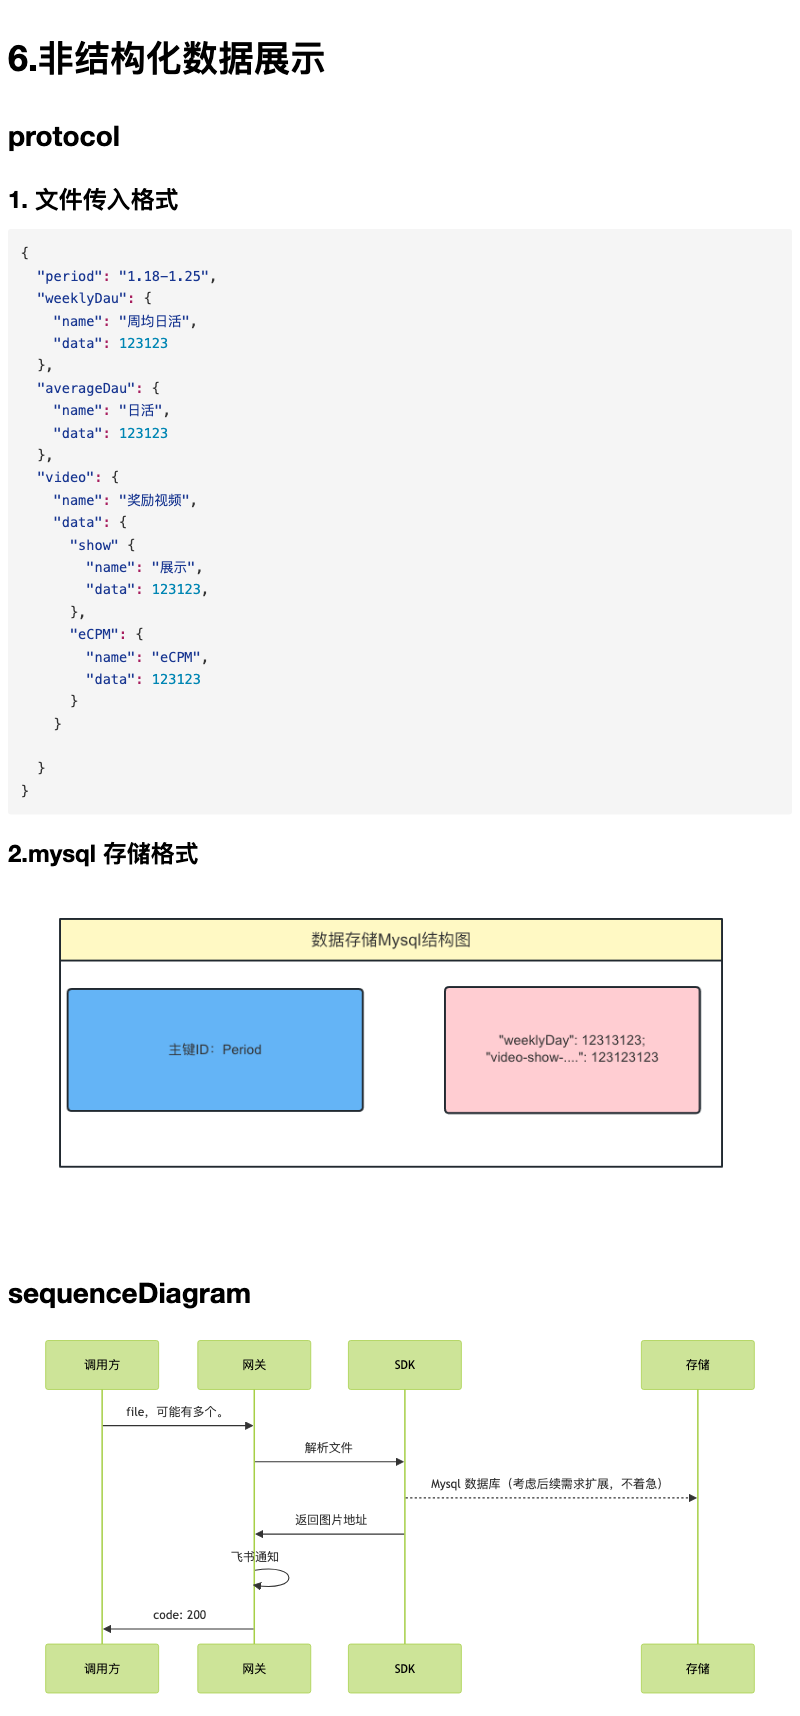 6.非结构化数据展示
protocol
1. 文件传入格式
{
  "period": "1.18-1.25",
  "weeklyDau": {
    "name": "周均日活",
    "data": 123123
  },
  "averageDau": {
    "name": "日活",
    "data": 123123
  },
  "video": {
    "name": "奖励视频",
    "data": {
      "show" {
        "name": "展示",
        "data": 123123,
      },
      "eCPM": {
        "name": "eCPM",
        "data": 123123
      }
    }

  }
}
2.mysql 存储格式
数据存储Mysql结构图
主键ID：Period
"weeklyDay": 12313123;
"video-show-....": 123123123
sequenceDiagram
调用方 网关 SDK 存储
file，可能有多个。
解析文件
Mysql 数据库（考虑后续需求扩展，不着急）
返回图片地址
飞书通知
code: 200
调用方 网关 SDK 存储